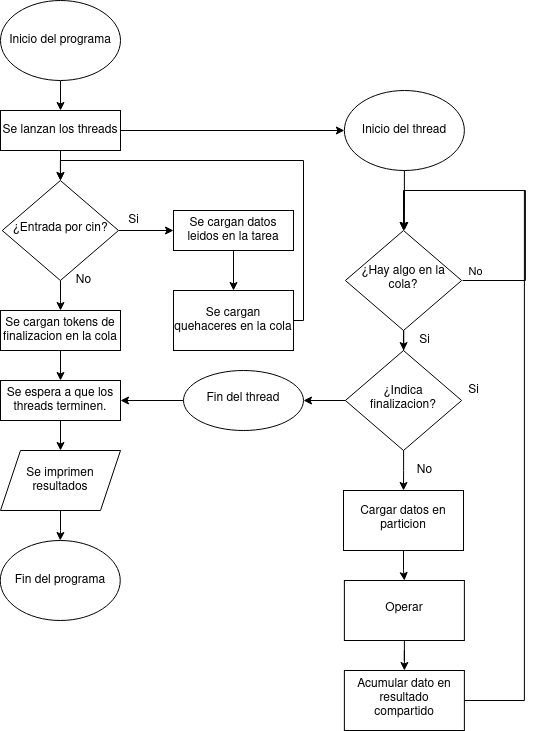 Inicio del programa
Se lanzan los threads
Inicio del thread
¿Entrada por cin?
Si
Se cargan datos
leidos en la tarea
No
Se cargan
quehaceres en la cola
Se cargan tokens de
finalizacion en la cola
Se espera a que los
threads terminen.
Se imprimen
resultados
Fin del programa
¿Hay algo en la
cola?
No
Si
¿Indica
finalizacion?
Si
Fin del thread
No
Cargar datos en
particion
Operar
Acumular dato en
resultado
compartido